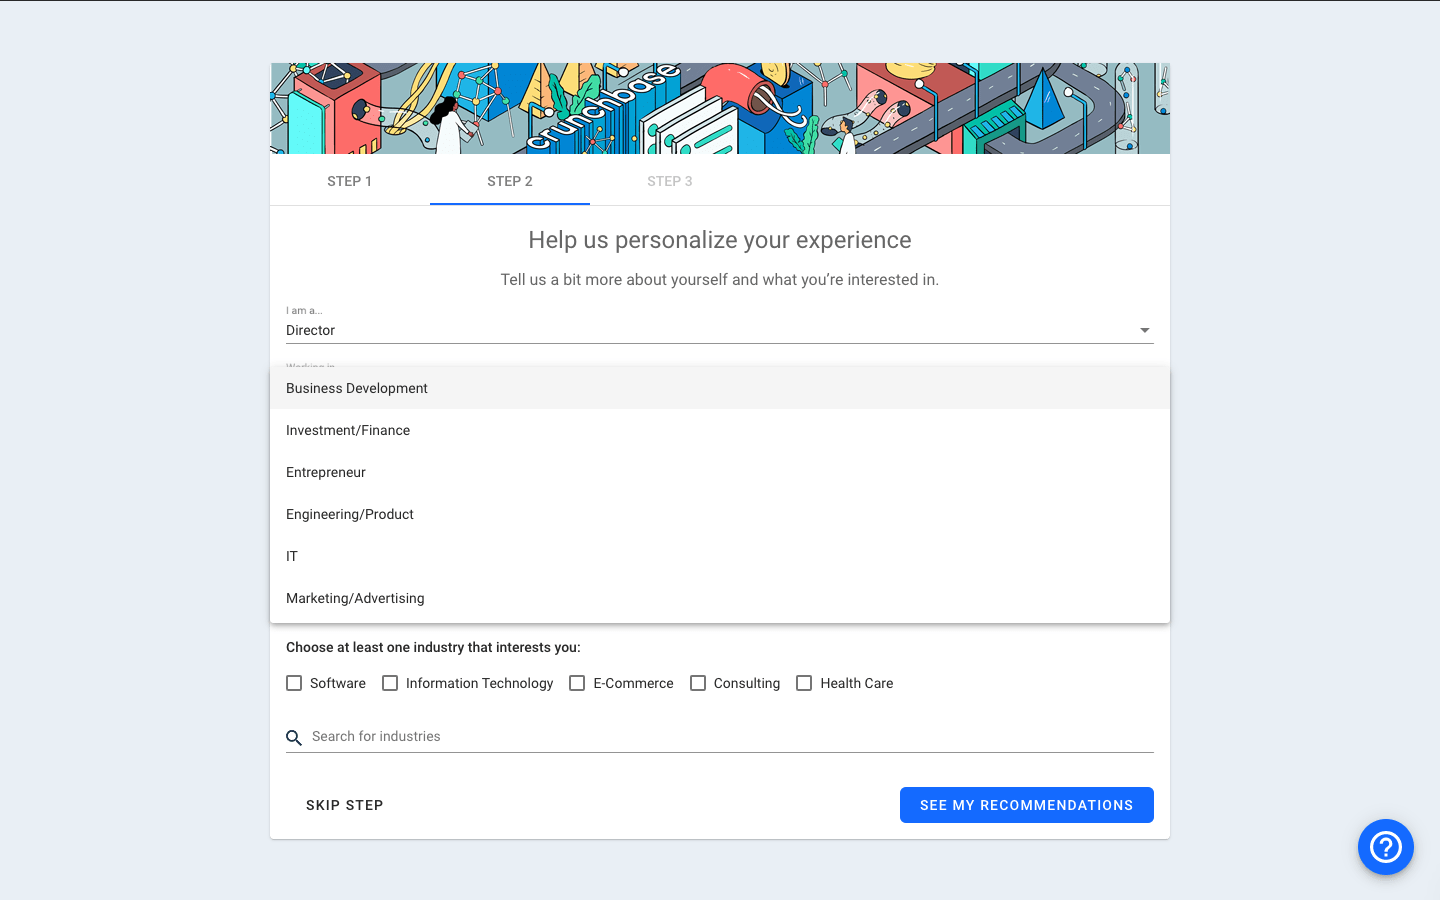 crunchbase
STEP 1
STEP 2
STEP 3
Help us personalize your experience
Tell us a bit more about yourself and what you’re interested in.
I am a...
Director
Business Development
Investment/Finance
Entrepreneur
Engineering/Product
IT
Marketing/Advertising
Choose at least one industry that interests you:
Software Information Technology E-Commerce Consulting Health Care
Search for industries
SKIP STEP
SEE MY RECOMMENDATIONS